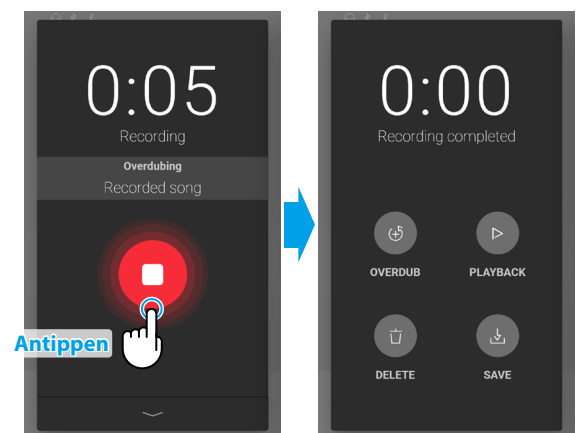 0:05
Recording
Overdubing
Recorded song
Antippen
0:00
Recording completed
OVERDUB
PLAYBACK
DELETE
SAVE